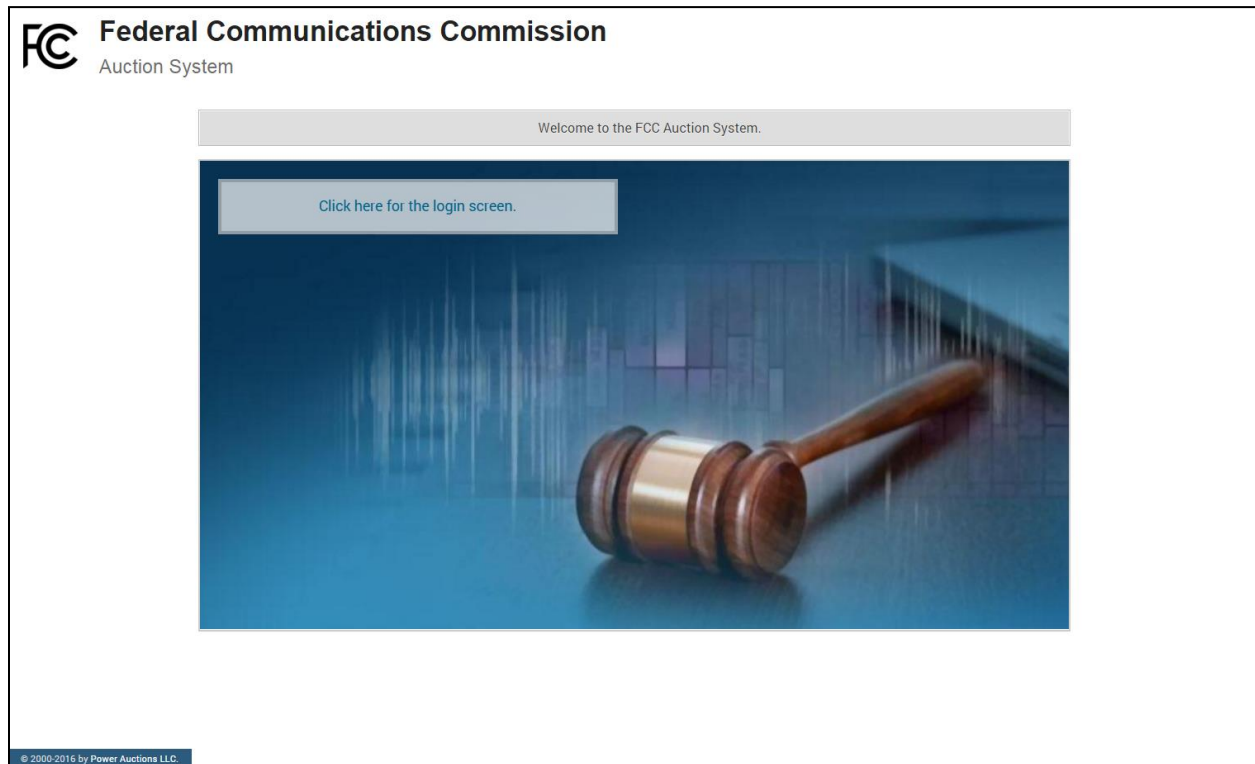 FCC
Federal Communications Commission
Auction System
Welcome to the FCC Auction System.
Click here for the login screen.
© 2000-2016 by Power Auctions LLC.